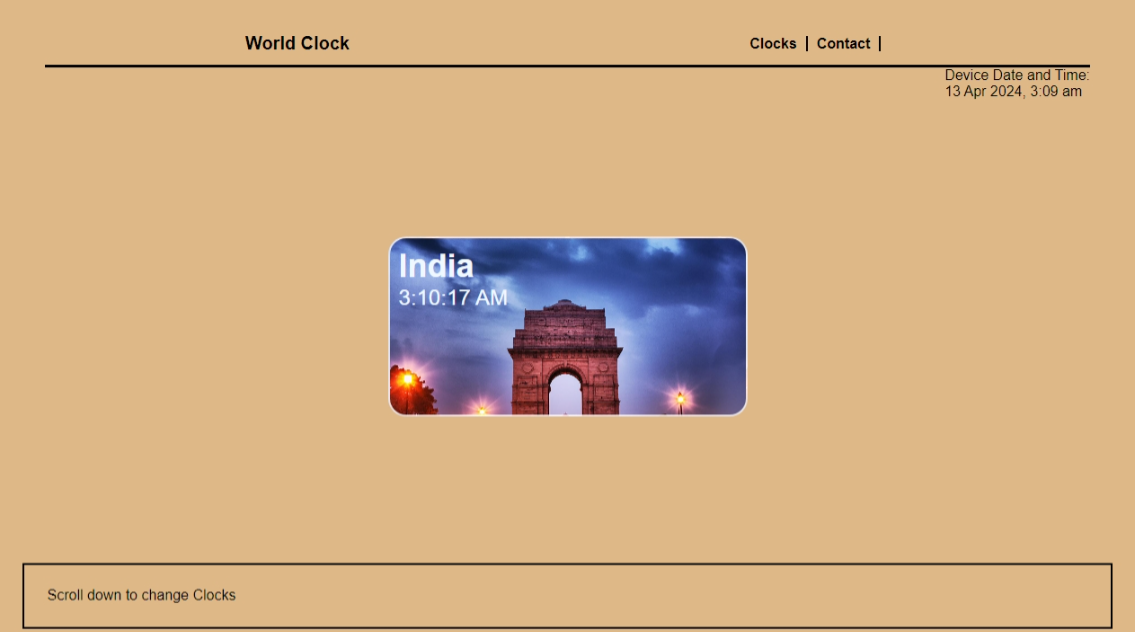 World Clock
Clocks | Contact |
Device Date and Time:
13 Apr 2024, 3:09 am
India
3:10:17 AM
Scroll down to change Clocks